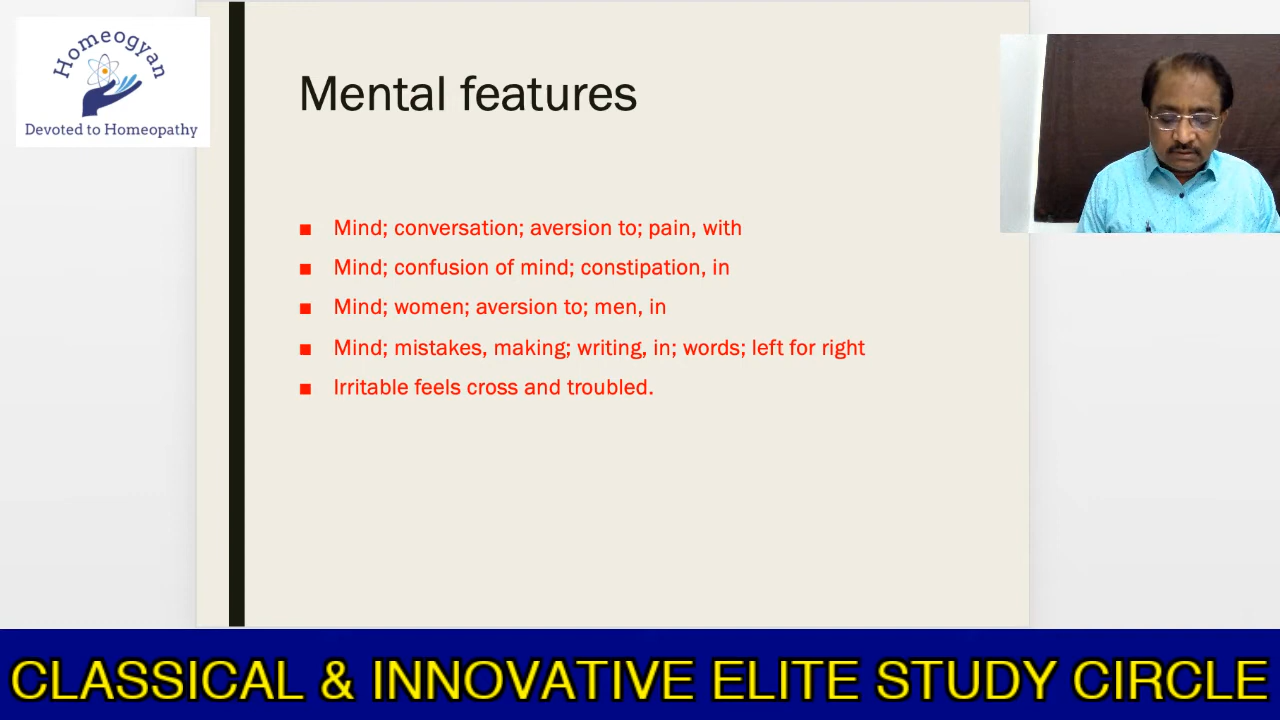 Homeogyan
Devoted to Homeopathy
Mental features
Mind; conversation; aversion to; pain, with
Mind; confusion of mind; constipation, in
Mind; women; aversion to; men, in
Mind; mistakes, making; writing, in; words; left for right
Irritable feels cross and troubled.
CLASSICAL & INNOVATIVE ELITE STUDY CIRCLE